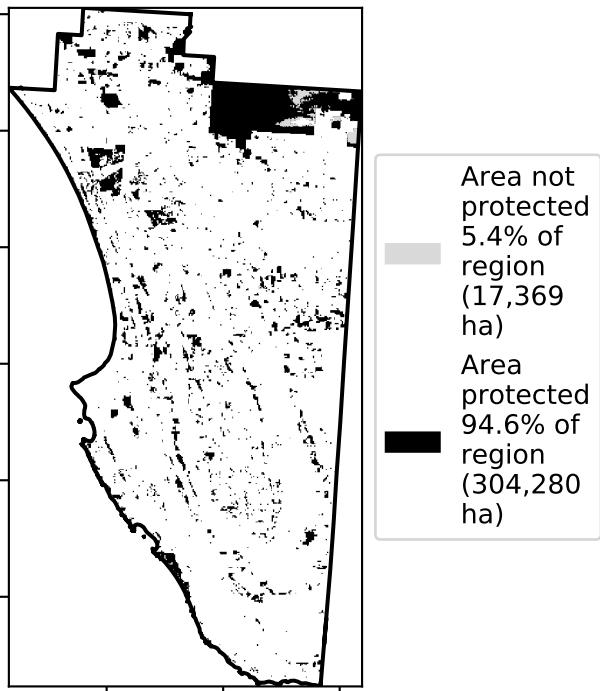 Area not
protected
5.4% of
region
(17,369
ha)
Area
protected
94.6% of
region
(304,280
ha)